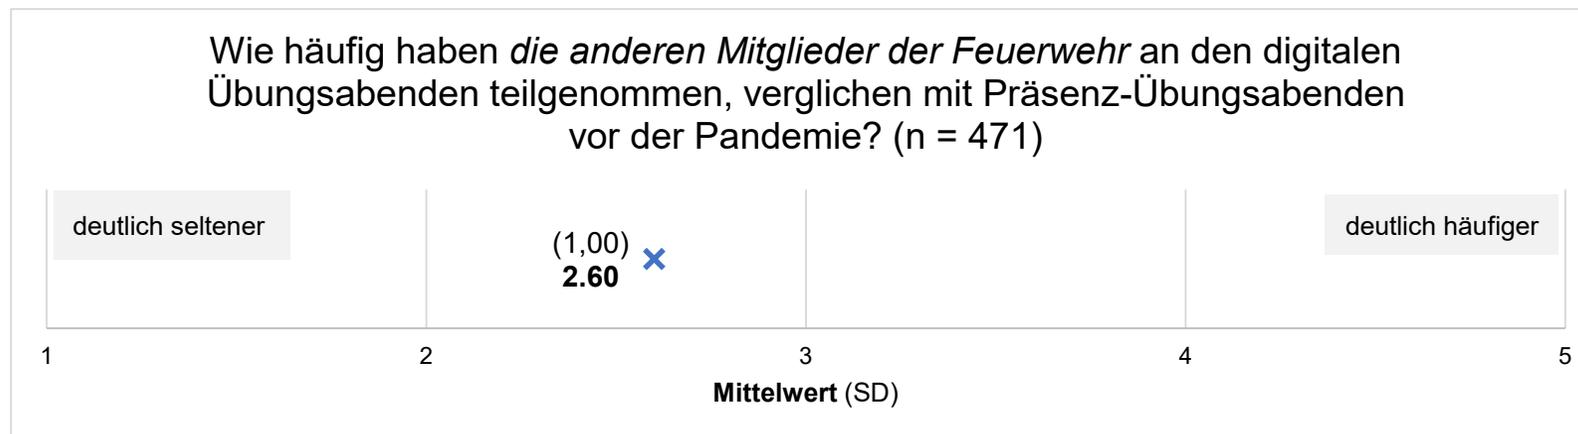 Wie häufig haben die anderen Mitglieder der Feuerwehr an den digitalen
Übungsabenden teilgenommen, verglichen mit Präsenz-Übungsabenden
vor der Pandemie? (n = 471)
deutlich seltener
deutlich häufiger
(1,00)
2.60
1 2 3 4 5
Mittelwert (SD)